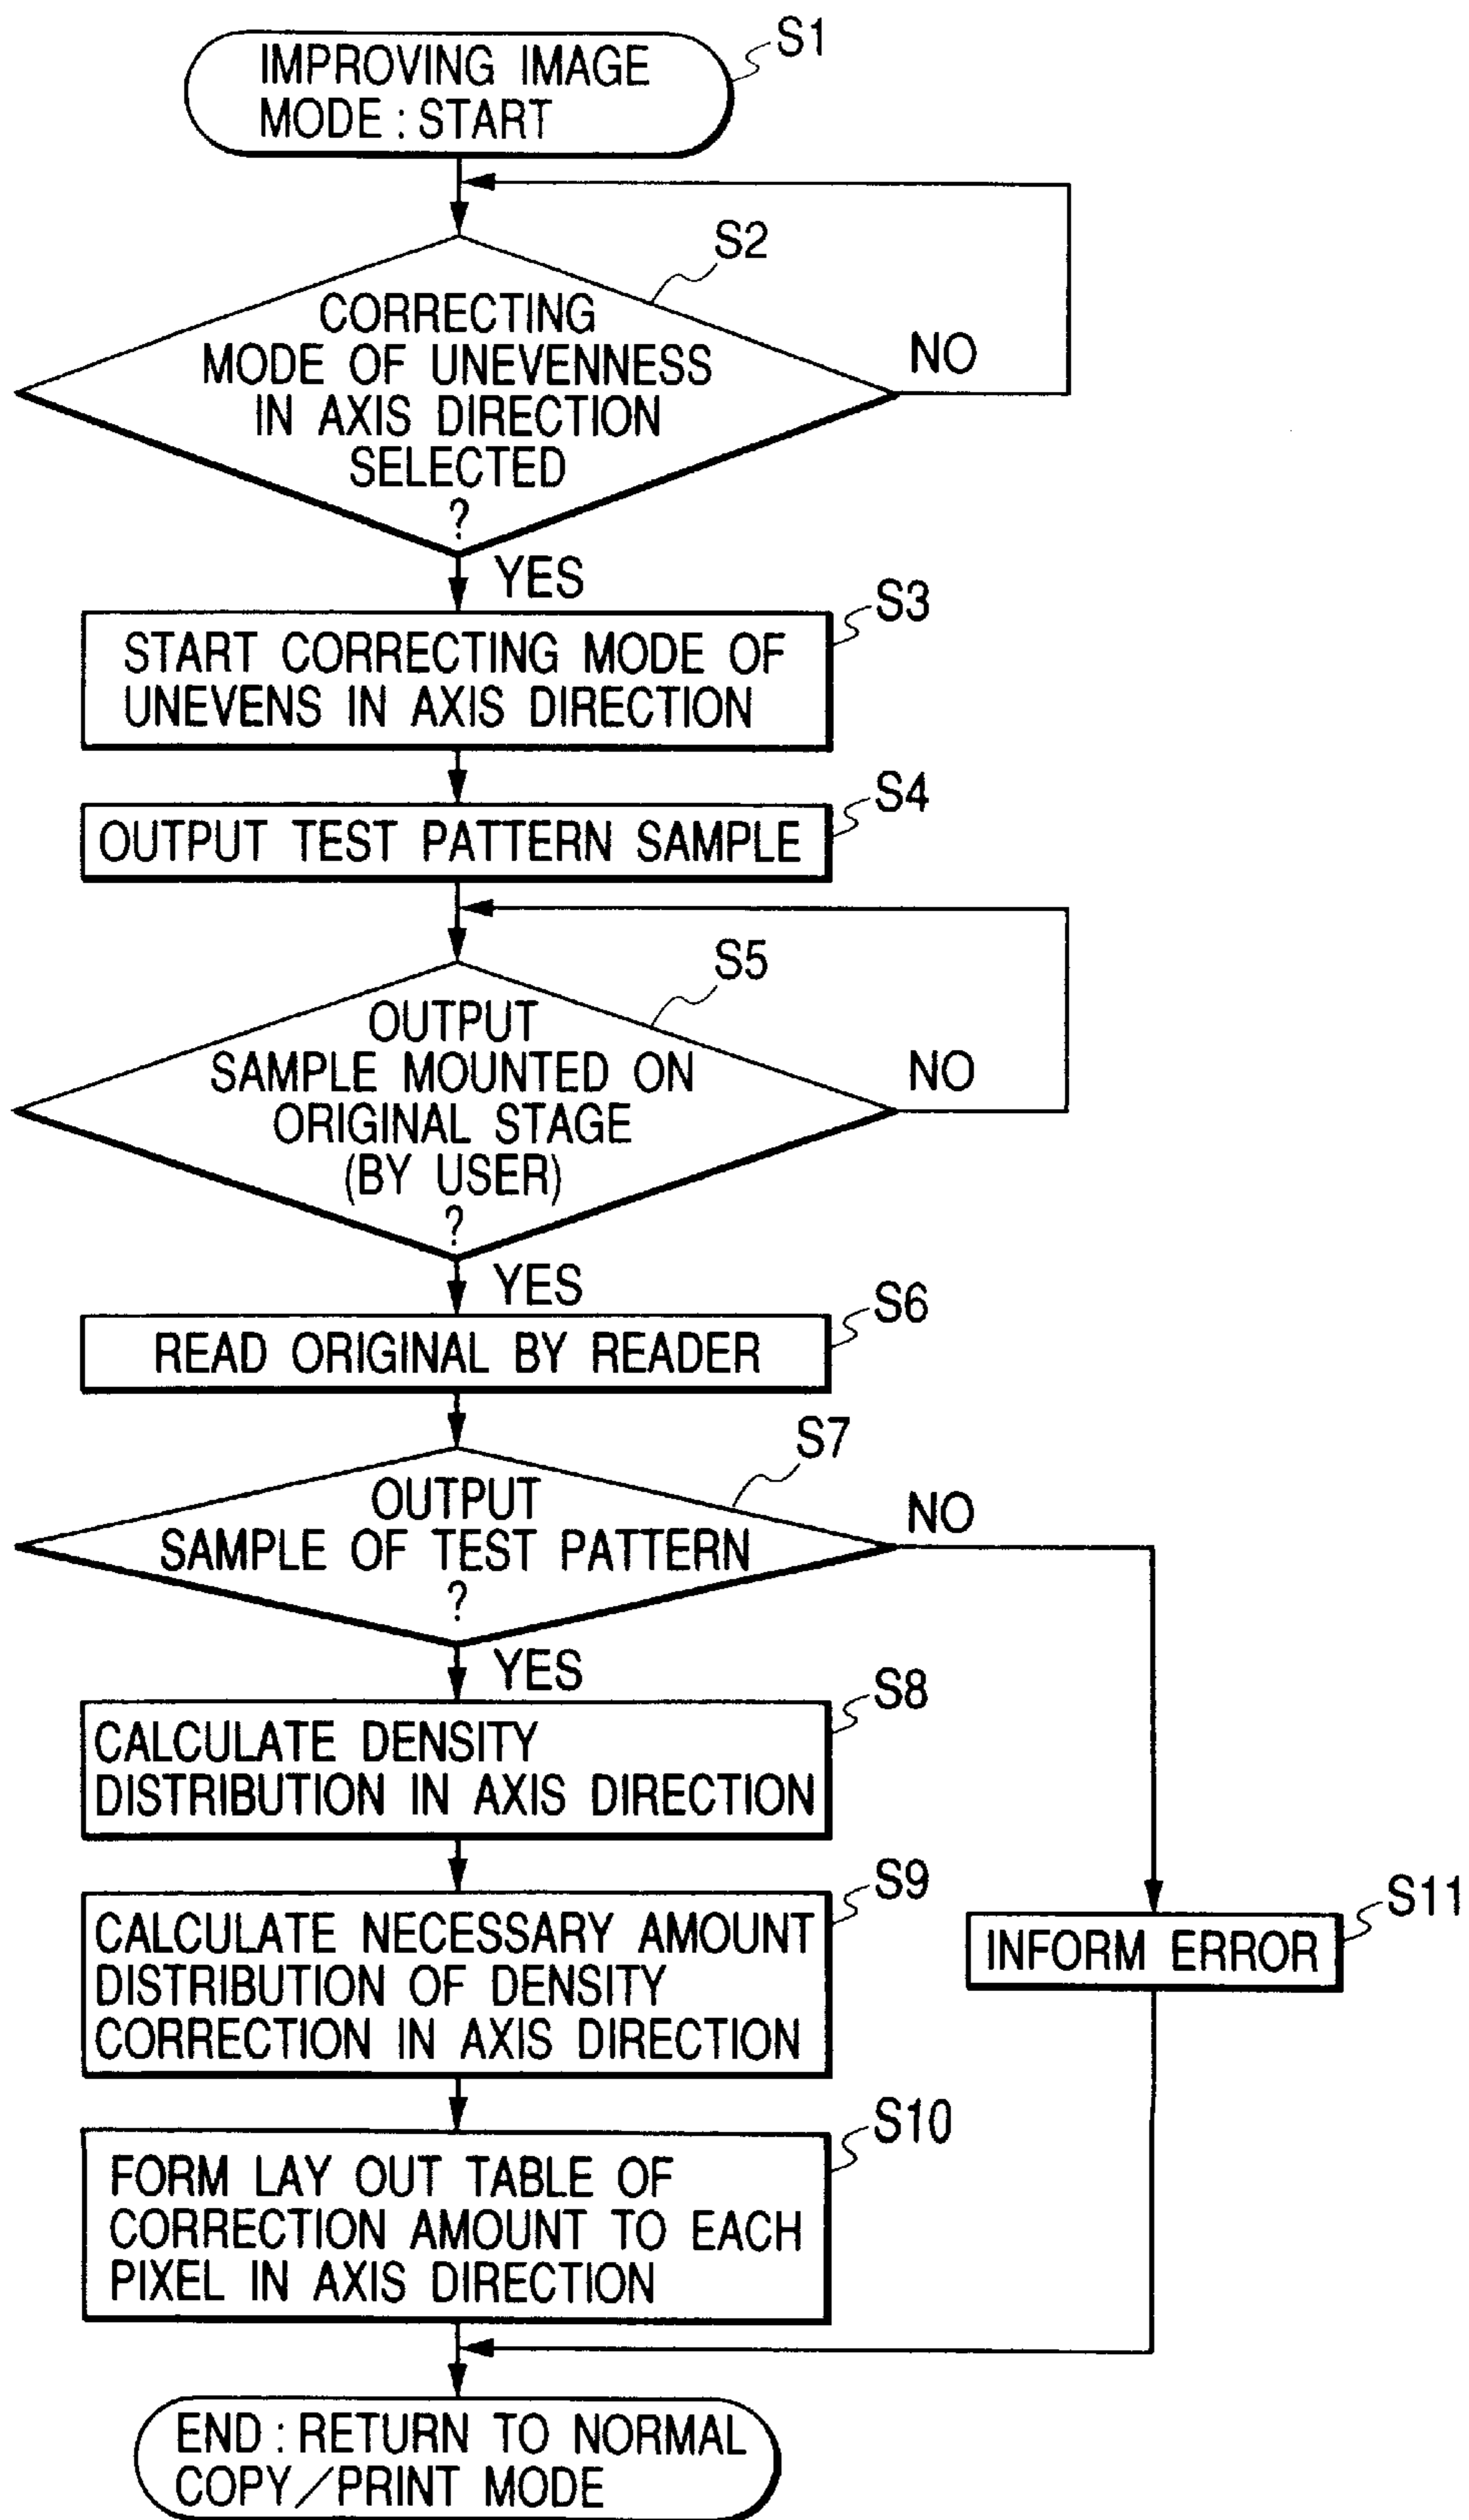 S1
IMPROVING IMAGE
MODE : START
S2
CORRECTING
MODE OF UNEVENNESS
IN AXIS DIRECTION
SELECTED
?
NO
YES
S3
START CORRECTING MODE OF
UNEVENS IN AXIS DIRECTION
S4
OUTPUT TEST PATTERN SAMPLE
S5
OUTPUT
SAMPLE MOUNTED ON
ORIGINAL STAGE
(BY USER)
?
NO
YES
S6
READ ORIGINAL BY READER
S7
OUTPUT
SAMPLE OF TEST PATTERN
?
NO
YES
S8
CALCULATE DENSITY
DISTRIBUTION IN AXIS DIRECTION
S9
CALCULATE NECESSARY AMOUNT
DISTRIBUTION OF DENSITY
CORRECTION IN AXIS DIRECTION
S11
INFORM ERROR
S10
FORM LAY OUT TABLE OF
CORRECTION AMOUNT TO EACH
PIXEL IN AXIS DIRECTION
END : RETURN TO NORMAL
COPY/PRINT MODE